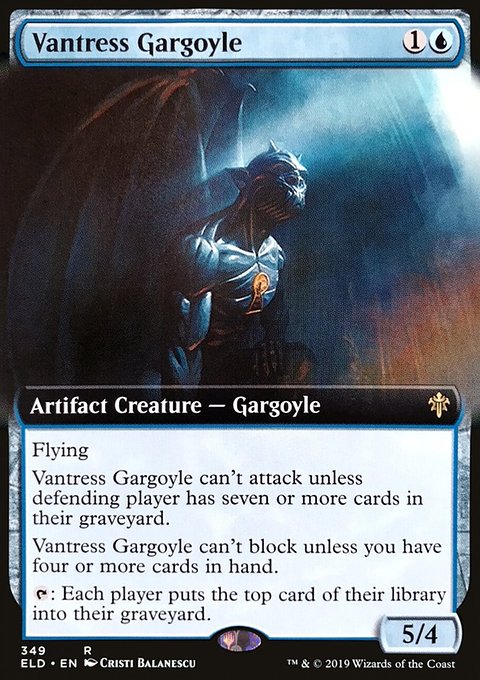 Vantress Gargoyle 1
Artifact Creature — Gargoyle
Flying
Vantress Gargoyle can't attack unless
defending player has seven or more cards in
their graveyard.
Vantress Gargoyle can't block unless you have
four or more cards in hand.
: Each player puts the top card of their library
into their graveyard.
5/4
349 R
ELD • EN Cristi Balanescu
™ & © 2019 Wizards of the Coast